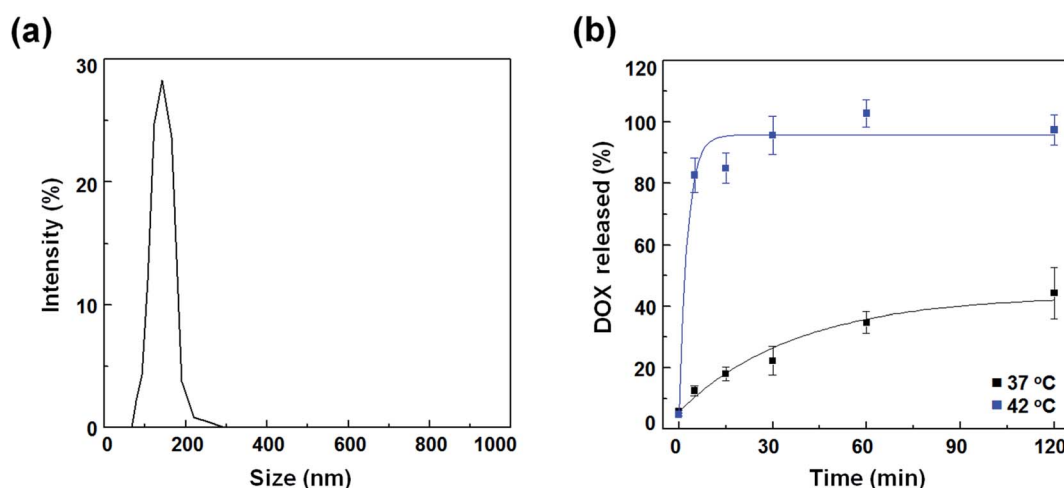 (a)
30
20
10
0
Intensity (%)
0 200 400 600 800 1000
Size (nm)
(b)
120
100
80
60
40
20
0
DOX released (%)
37 °C
42 °C
0 30 60 90 120
Time (min)